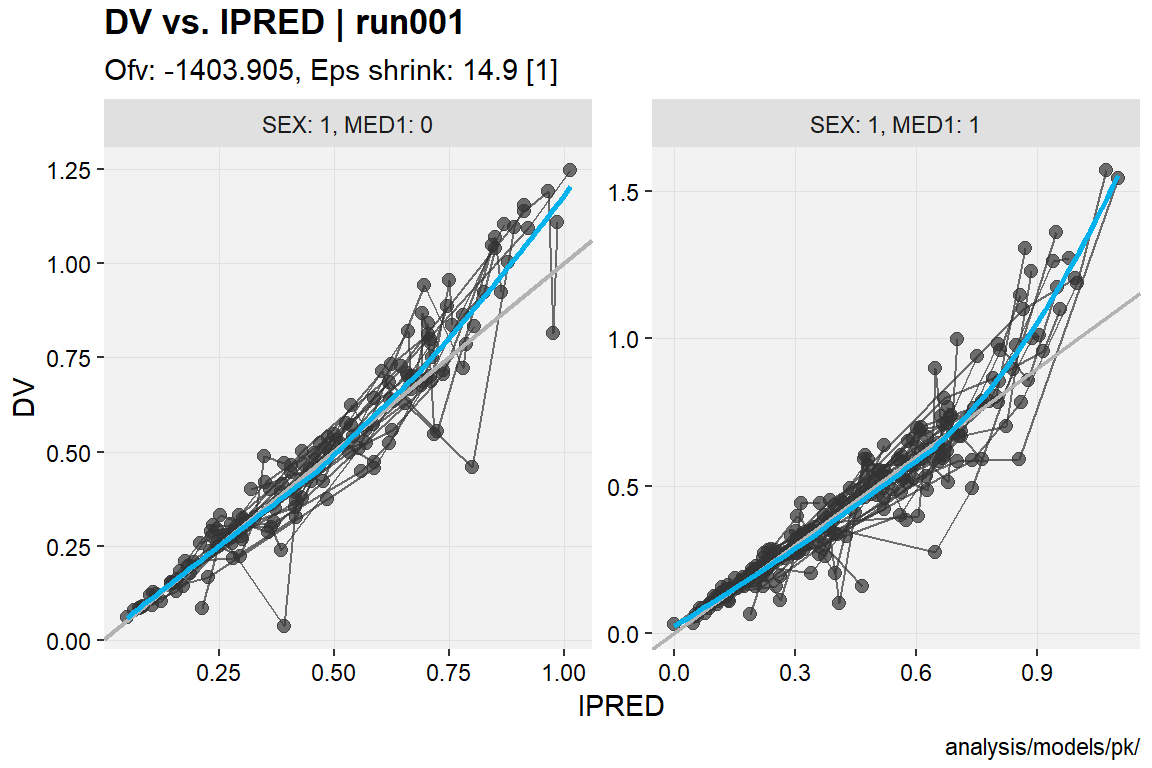 DV vs. IPRED | run001
Ofv: -1403.905, Eps shrink: 14.9 [1]
SEX: 1, MED1: 0
SEX: 1, MED1: 1
1.25
1.00
0.75
0.50
0.25
0.00
1.5
1.0
0.5
0.0
DV
0.25 0.50 0.75 1.00
0.0 0.3 0.6 0.9
IPRED
analysis/models/pk/